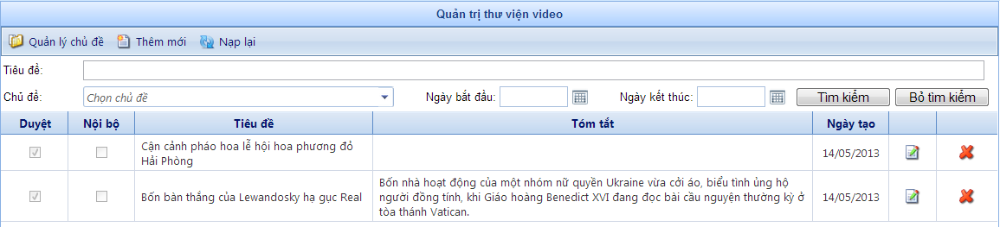 Quản trị thư viện video
Quản lý chủ đề Thêm mới Nạp lại
Tiêu đề:
Chủ đề: Chọn chủ đề Ngày bắt đầu: Ngày kết thúc: Tìm kiếm Bỏ tìm kiếm
Duyệt Nội bộ Tiêu đề Tóm tắt Ngày tạo
Cận cảnh pháo hoa lễ hội hoa phương đỏ
Hải Phòng
14/05/2013
Bốn bàn thắng của Lewandosky hạ gục Real
Bốn nhà hoạt động của một nhóm nữ quyền Ukraine vừa cởi áo, biểu tình ủng hộ
người đồng tính, khi Giáo hoàng Benedict XVI đang đọc bài cầu nguyện thường kỳ ở
tòa thánh Vatican.
14/05/2013